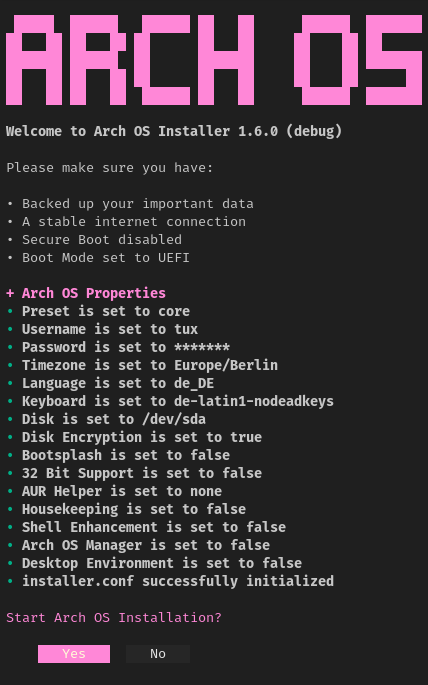 ARCH OS
Welcome to Arch OS Installer 1.6.0 (debug)
Please make sure you have:
• Backed up your important data
• A stable internet connection
• Secure Boot disabled
• Boot Mode set to UEFI
+ Arch OS Properties
• Preset is set to core
• Username is set to tux
• Password is set to *******
• Timezone is set to Europe/Berlin
• Language is set to de_DE
• Keyboard is set to de-latin1-nodeadkeys
• Disk is set to /dev/sda
• Disk Encryption is set to true
• Bootsplash is set to false
• 32 Bit Support is set to false
• AUR Helper is set to none
• Housekeeping is set to false
• Shell Enhancement is set to false
• Arch OS Manager is set to false
• Desktop Environment is set to false
• installer.conf successfully initialized
Start Arch OS Installation?
Yes No